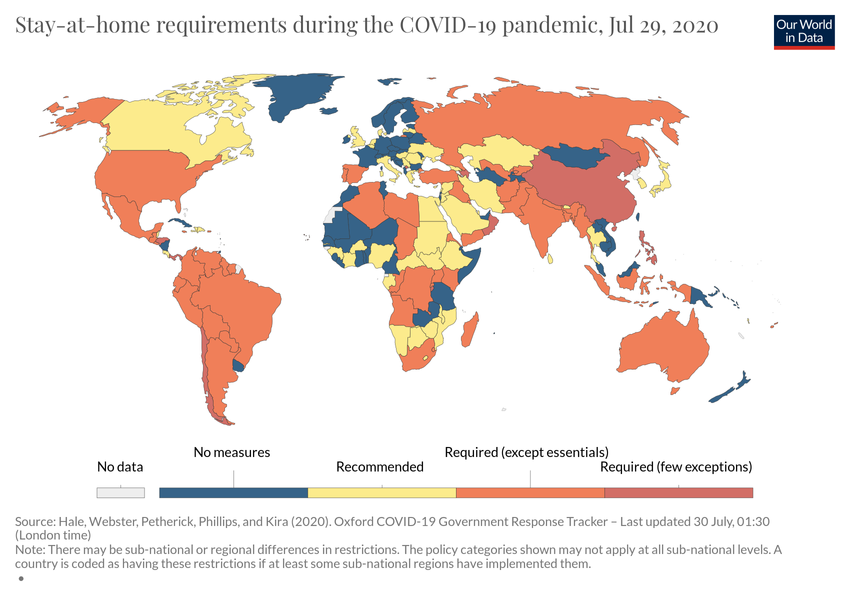 Stay-at-home requirements during the COVID-19 pandemic, Jul 29, 2020
Our World
in Data
No data
No measures
Recommended
Required (except essentials)
Required (few exceptions)
Source: Hale, Webster, Petherick, Phillips, and Kira (2020). Oxford COVID-19 Government Response Tracker – Last updated 30 July, 01:30
(London time)
Note: There may be sub-national or regional differences in restrictions. The policy categories shown may not apply at all sub-national levels. A
country is coded as having these restrictions if at least some sub-national regions have implemented them.